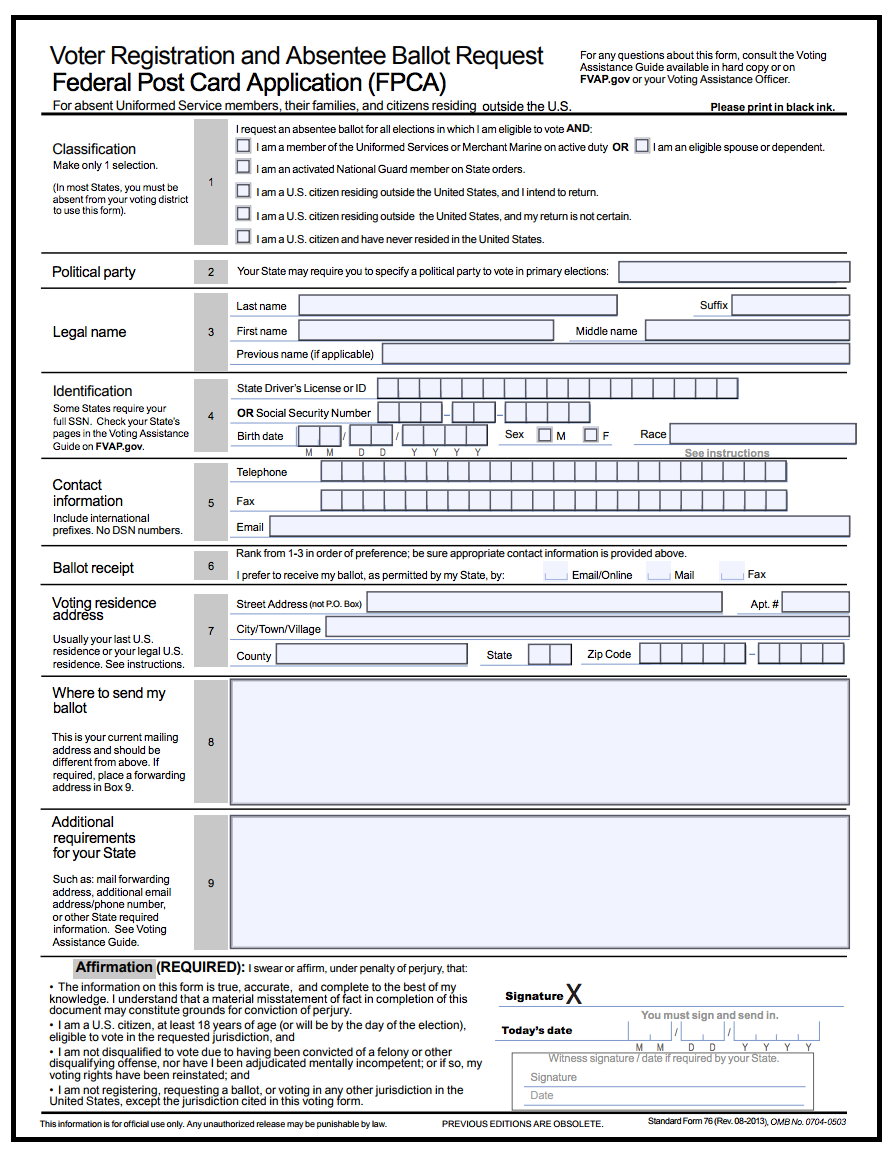 Voter Registration and Absentee Ballot Request
Federal Post Card Application (FPCA)
For absent Uniformed Service members, their families, and citizens residing outside the U.S.
For any questions about this form, consult the Voting
Assistance Guide available in hard copy or on
FVAP.gov or your Voting Assistance Officer.
Please print in black ink.
Classification
Make only 1 selection.
(In most States, you must be
absent from your voting district
to use this form).
1
I request an absentee ballot for all elections in which I am eligible to vote AND:
I am a member of the Uniformed Services or Merchant Marine on active duty OR I am an eligible spouse or dependent.
I am an activated National Guard member on State orders.
I am a U.S. citizen residing outside the United States, and I intend to return.
I am a U.S. citizen residing outside the United States, and my return is not certain.
I am a U.S. citizen and have never resided in the United States.
Political party
2
Your State may require you to specify a political party to vote in primary elections:
Legal name
3
Last name
Suffix
First name
Middle name
Previous name (if applicable)
Identification
Some States require your
full SSN. Check your State's
pages in the Voting Assistance
Guide on FVAP.gov.
4
State Driver's License or ID
OR Social Security Number – –
Birth date / / Sex M F Race
M M D D Y Y Y Y
See instructions
Contact
information
Include international
prefixes. No DSN numbers.
5
Telephone
Fax
Email
Ballot receipt
6
Rank from 1-3 in order of preference; be sure appropriate contact information is provided above.
I prefer to receive my ballot, as permitted by my State, by: Email/Online Mail Fax
Voting residence
address
Usually your last U.S.
residence or your legal U.S.
residence. See instructions.
7
Street Address (not P.O. Box)
Apt. #
City/Town/Village
County
State
Zip Code –
Where to send my
ballot
This is your current mailing
address and should be
different from above. If
required, place a forwarding
address in Box 9.
8
Additional
requirements
for your State
Such as: mail forwarding
address, additional email
address/phone number,
or other State required
information. See Voting
Assistance Guide.
9
Affirmation (REQUIRED): I swear or affirm, under penalty of perjury, that:
• The information on this form is true, accurate, and complete to the best of my
knowledge. I understand that a material misstatement of fact in completion of this
document may constitute grounds for conviction of perjury.
• I am a U.S. citizen, at least 18 years of age (or will be by the day of the election),
eligible to vote in the requested jurisdiction, and
• I am not disqualified to vote due to having been convicted of a felony or other
disqualifying offense, nor have I been adjudicated mentally incompetent; or if so, my
voting rights have been reinstated; and
• I am not registering, requesting a ballot, or voting in any other jurisdiction in the
United States, except the jurisdiction cited in this voting form.
Signature X
You must sign and send in.
Today's date / /
M M D D Y Y Y Y
Witness signature / date if required by your State.
Signature
Date
This information is for official use only. Any unauthorized release may be punishable by law.
PREVIOUS EDITIONS ARE OBSOLETE.
Standard Form 76 (Rev. 08-2013), OMB No. 0704-0503